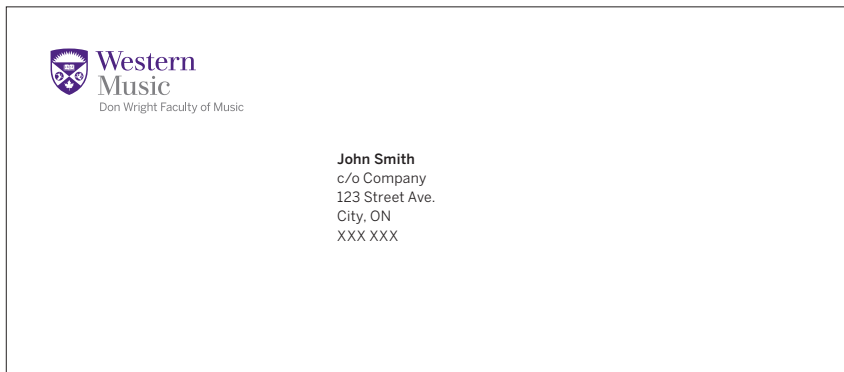 Western
Music
Don Wright Faculty of Music
John Smith
c/o Company
123 Street Ave.
City, ON
XXX XXX